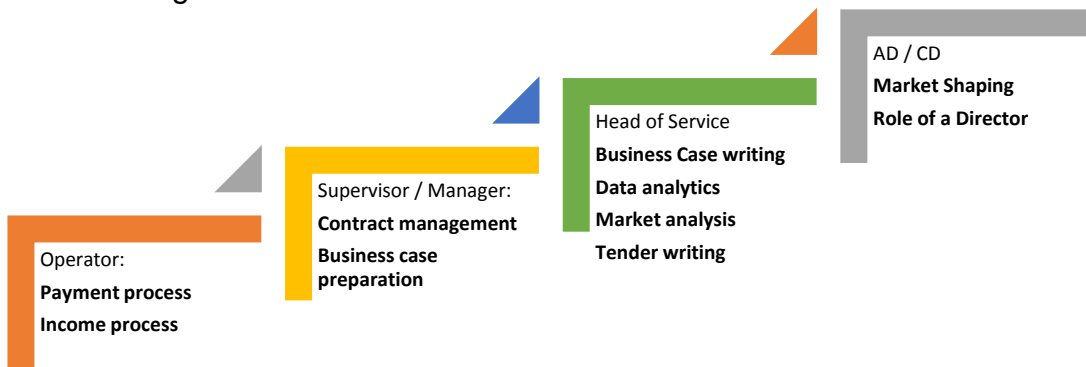 Operator:
Payment process
Income process
Supervisor / Manager:
Contract management
Business case
preparation
Head of Service
Business Case writing
Data analytics
Market analysis
Tender writing
AD / CD
Market Shaping
Role of a Director